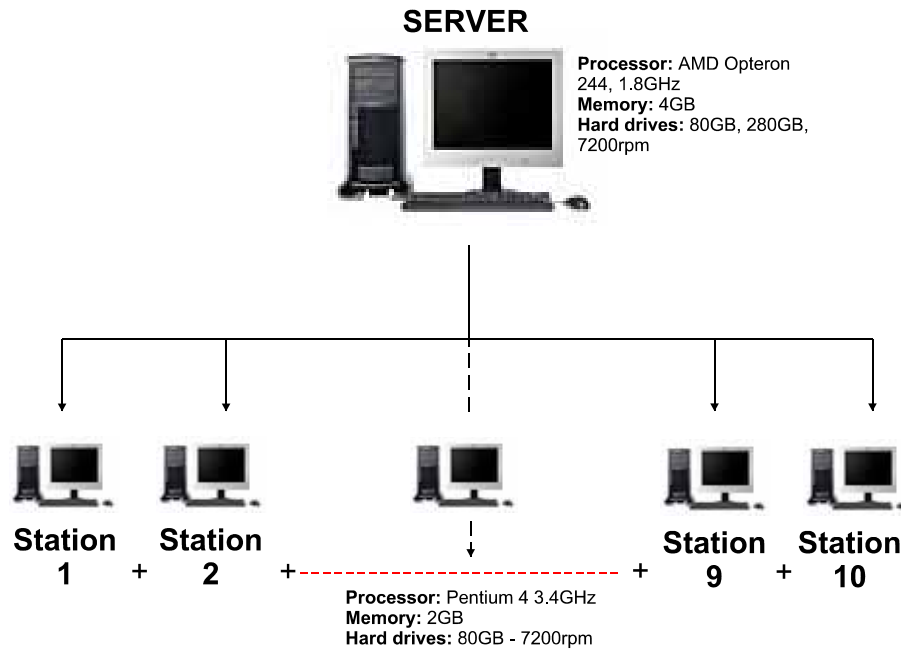 SERVER
Processor: AMD Opteron
244, 1.8GHz
Memory: 4GB
Hard drives: 80GB, 280GB,
7200rpm
Station
1
+
Station
2
+
+
Station
9
+
Station
10
Processor: Pentium 4 3.4GHz
Memory: 2GB
Hard drives: 80GB - 7200rpm